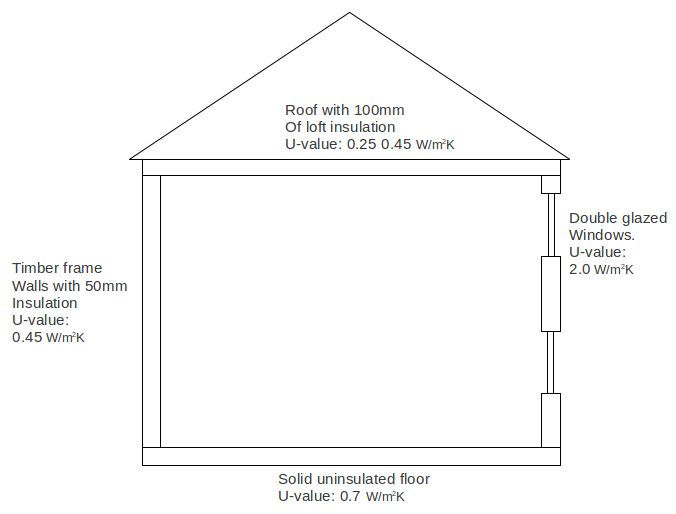 Roof with 100mm
Of loft insulation
U-value: 0.25 0.45 W/m²K
Double glazed
Windows.
U-value:
2.0 W/m²K
Timber frame
Walls with 50mm
Insulation
U-value:
0.45 W/m²K
Solid uninsulated floor
U-value: 0.7 W/m²K